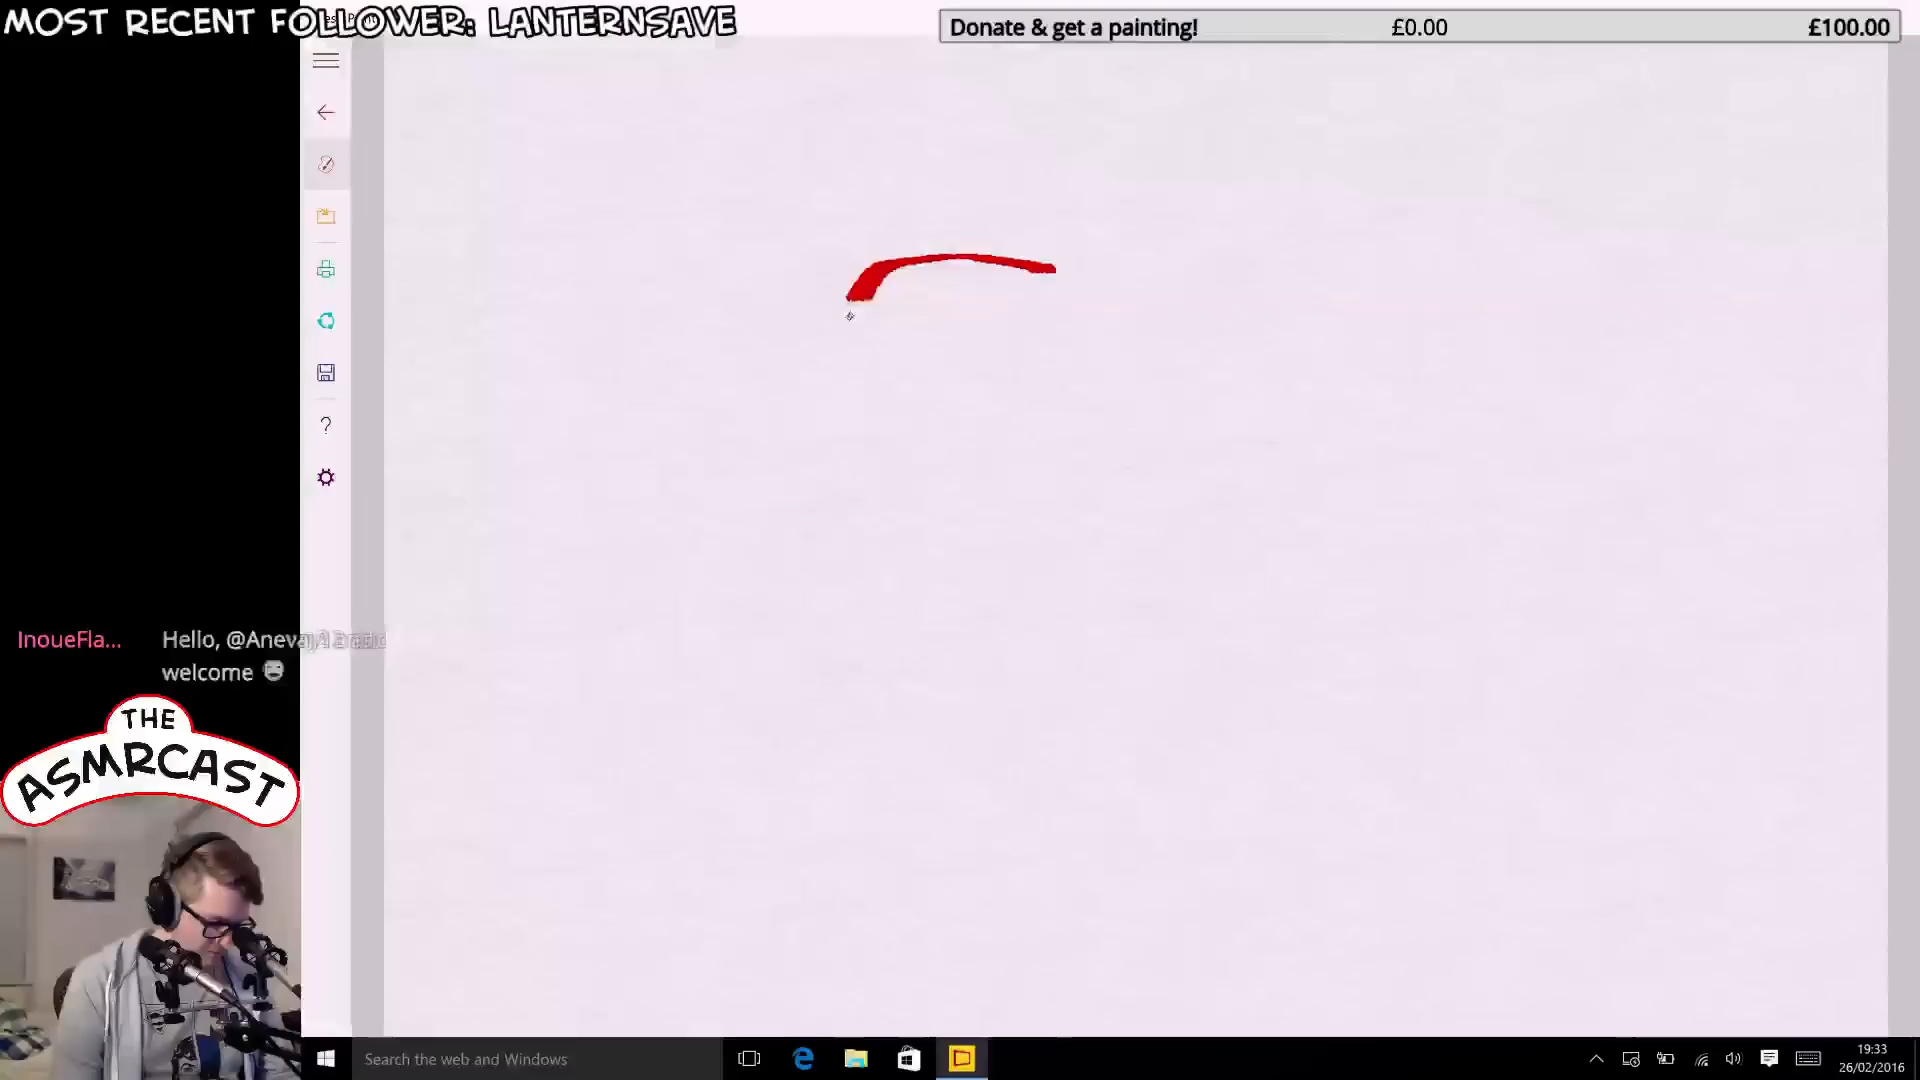 MOST RECENT FOLLOWER: LANTERNSAVE
Donate & get a painting! £0.00 £100.00
InoueFla... Hello,
welcome
THE
ASMRCAST
Search the web and Windows
19:33
26/02/2016